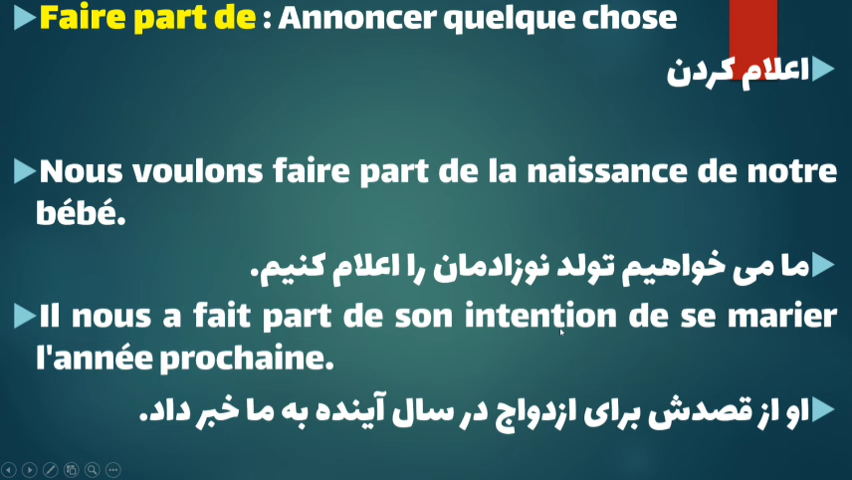 Faire part de : Annoncer quelque chose
اعلام کردن
Nous voulons faire part de la naissance de notre
bébé.
ما می خواهیم تولد نوزادمان را اعلام کنیم.
Il nous a fait part de son intention de se marier
l'année prochaine.
او از قصدش برای ازدواج در سال آینده به ما خبر داد.